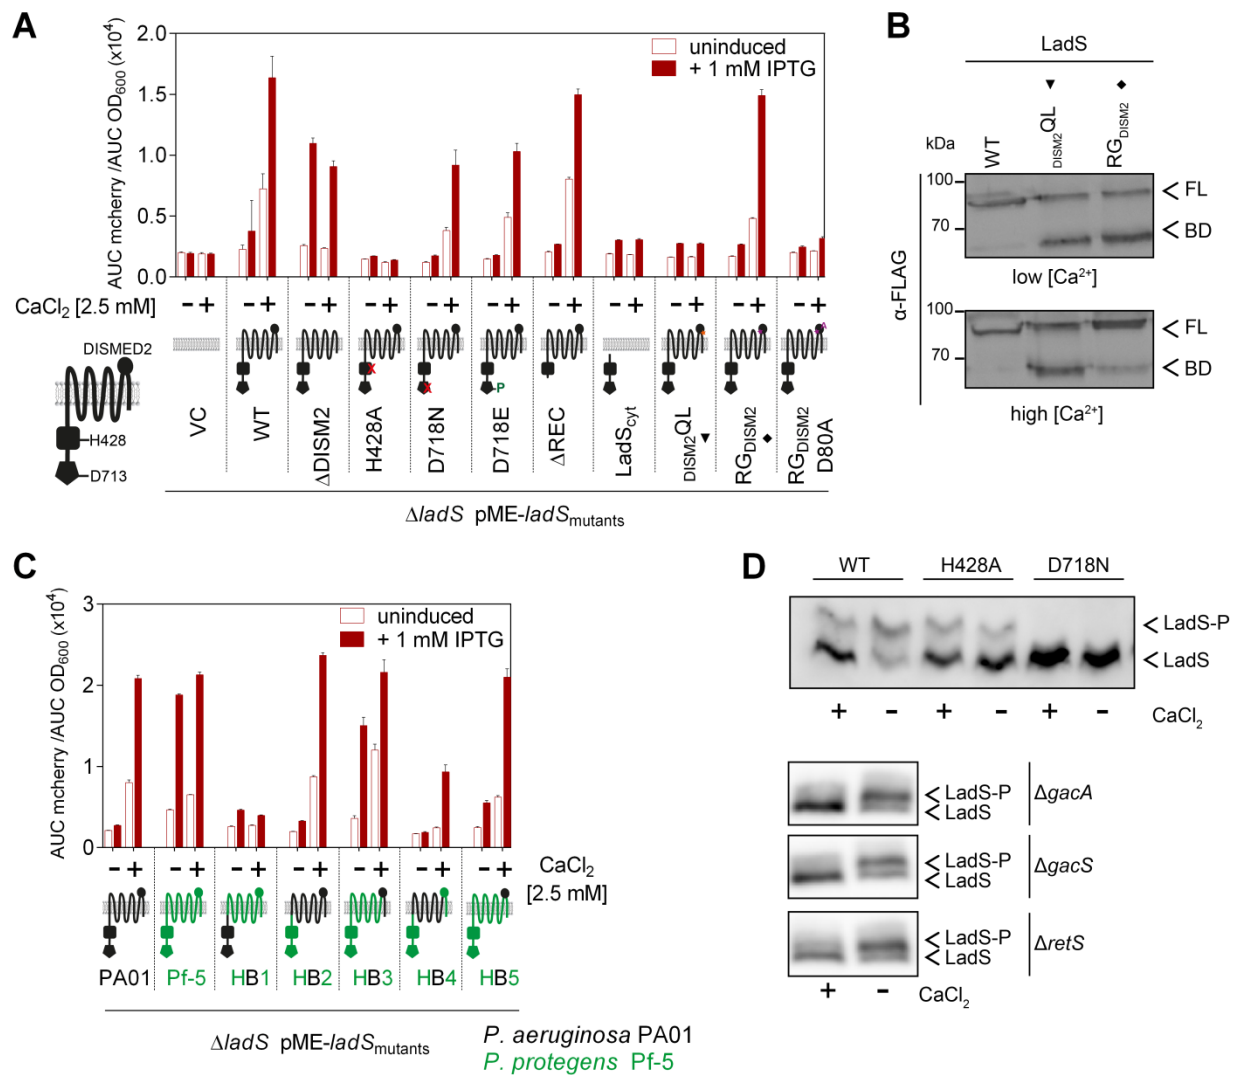 A
AUC mcherry /AUC OD600 (x10⁴)
2.0
1.5
1.0
0.5
0.0
uninduced
+ 1 mM IPTG
CaCl2 [2.5 mM]
− + − + − + − + − + − + − + − + − + − + − +
DISMED2
H428
D713
X
X
P
A
VC
WT
ΔDISM2
H428A
D718N
D718E
ΔREC
LadScyt
DISM2QL
RGDISM2
RGDISM2 D80A
ΔladS pME-ladSmutants
B
LadS
kDa
WT
DISM2QL
RGDISM2
α-FLAG
100
70
< FL
< BD
low [Ca²⁺]
100
70
< FL
< BD
high [Ca²⁺]
C
AUC mcherry /AUC OD600 (x10⁴)
3
2
1
0
uninduced
+ 1 mM IPTG
− + − + − + − + − + − + − +
CaCl2
[2.5 mM]
PA01 Pf-5 HB1 HB2 HB3 HB4 HB5
ΔladS pME-ladSmutants
P. aeruginosa PA01
P. protegens Pf-5
D
WT H428A D718N
< LadS-P
< LadS
+ − + − + −
CaCl2
< LadS-P
< LadS
ΔgacA
< LadS-P
< LadS
ΔgacS
< LadS-P
< LadS
ΔretS
+ − CaCl2